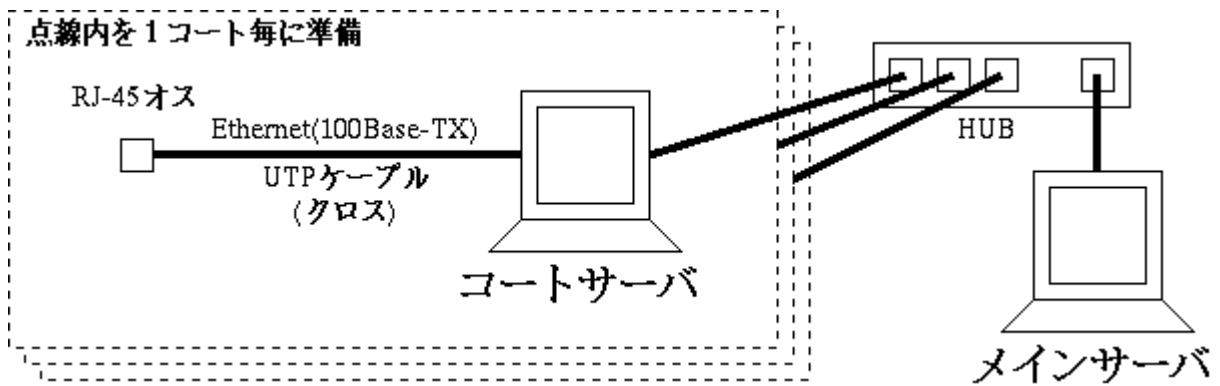 点線内を１コート毎に準備
RJ-45オス
Ethernet(100Base-TX)
UTPケーブル
(クロス)
コートサーバ
HUB
メインサーバ